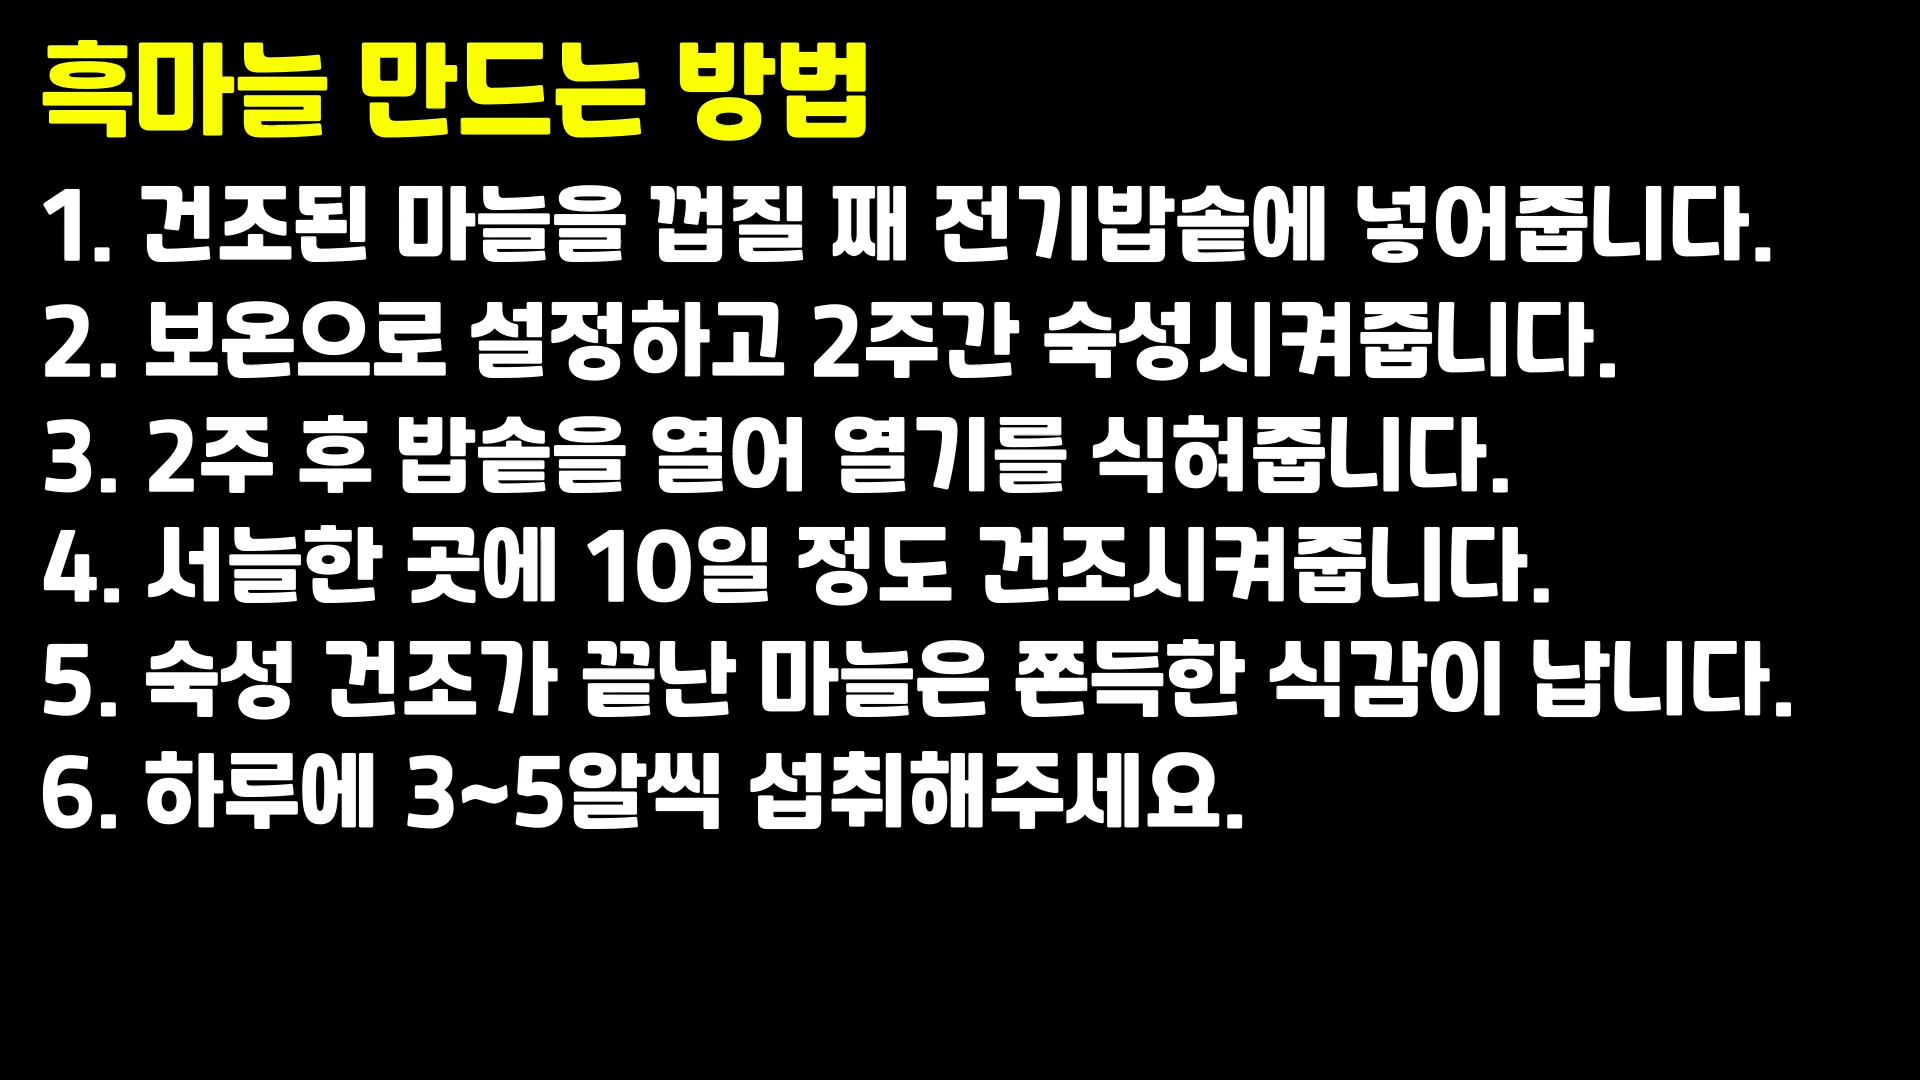 흑마늘 만드는 방법
1. 건조된 마늘을 껍질 째 전기밥솥에 넣어줍니다.
2. 보온으로 설정하고 2주간 숙성시켜줍니다.
3. 2주 후 밥솥을 열어 열기를 식혀줍니다.
4. 서늘한 곳에 10일 정도 건조시켜줍니다.
5. 숙성 건조가 끝난 마늘은 쫀득한 식감이 납니다.
6. 하루에 3~5알씩 섭취해주세요.